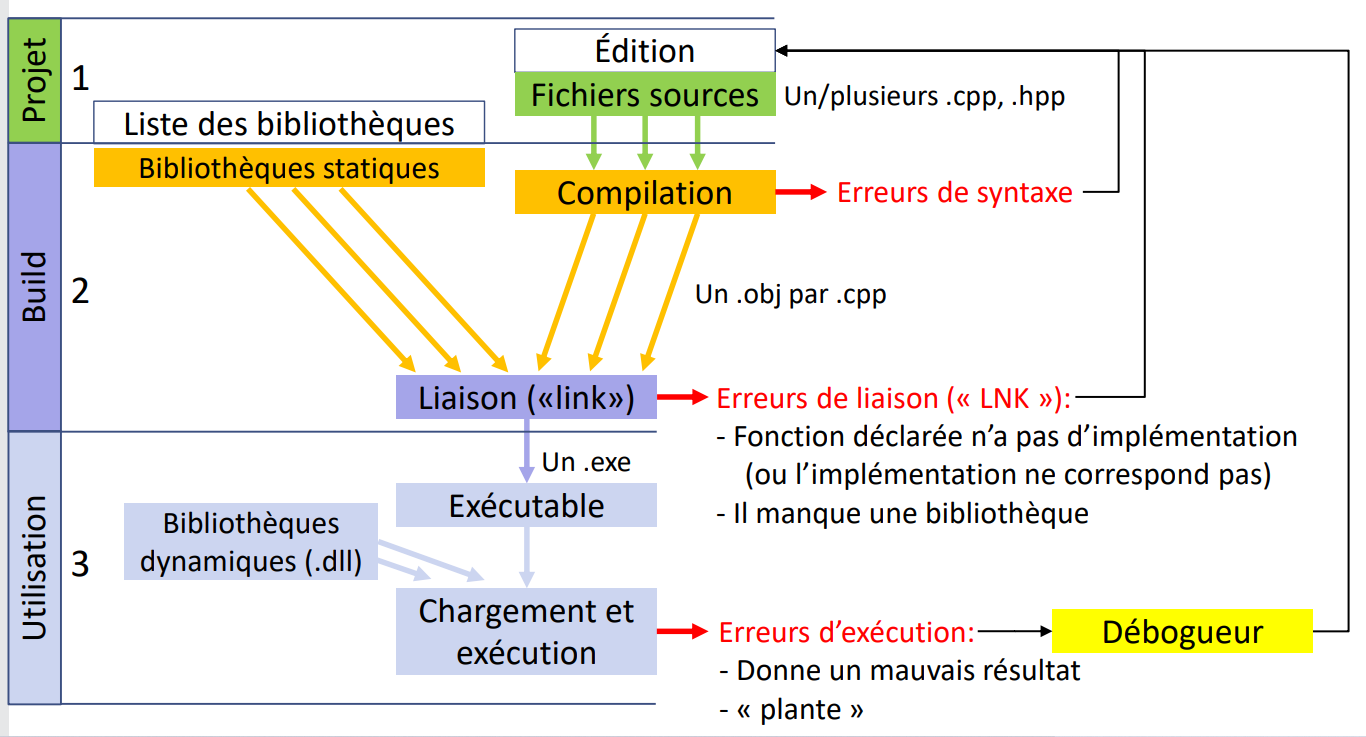 Projet
1
Édition
Fichiers sources
Un/plusieurs .cpp, .hpp
Liste des bibliothèques
Build
2
Bibliothèques statiques
Compilation
Erreurs de syntaxe
Un .obj par .cpp
Liaison («link»)
Erreurs de liaison (« LNK »):
- Fonction déclarée n’a pas d’implémentation
(ou l’implémentation ne correspond pas)
- Il manque une bibliothèque
Utilisation
3
Un .exe
Exécutable
Bibliothèques
dynamiques (.dll)
Chargement et
exécution
Erreurs d’exécution:
- Donne un mauvais résultat
- « plante »
Débogueur